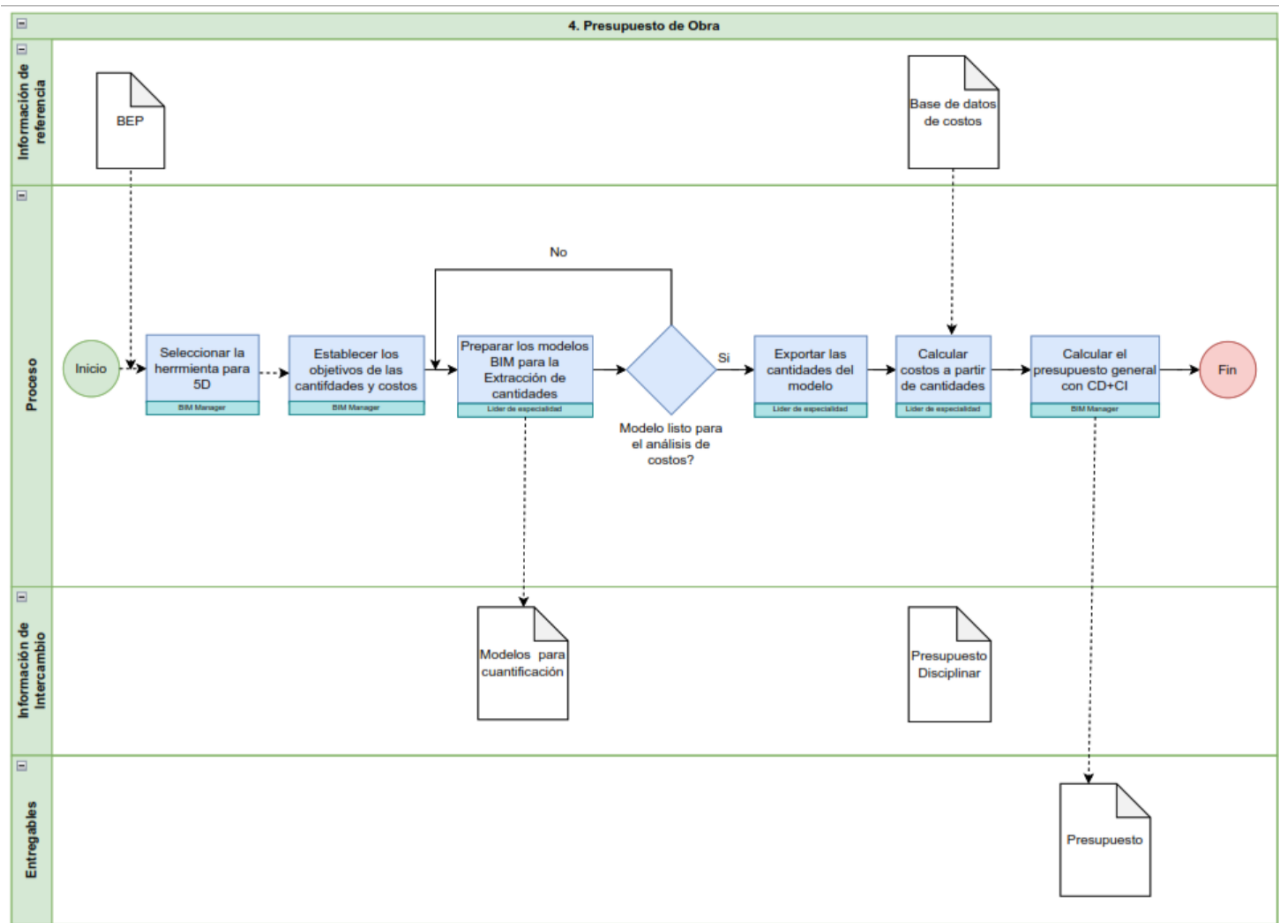 4. Presupuesto de Obra
Información de
referencia
BEP
Base de datos
de costos
Proceso
No
Inicio
Seleccionar la
herrmienta para
5D
BIM Manager
Establecer los
objetivos de las
cantifdades y costos
BIM Manager
Preparar los modelos
BIM para la
Extracción de
cantidades
Lider de especialidad
Modelo listo para
el análisis de
costos?
Si
Exportar las
cantidades del
modelo
Lider de especialidad
Calcular
costos a partir
de cantidades
Lider de especialidad
Calcular el
presupuesto general
con CD+CI
BIM Manager
Fin
Información de
Intercambio
Modelos para
cuantificación
Presupuesto
Disciplinar
Entregables
Presupuesto